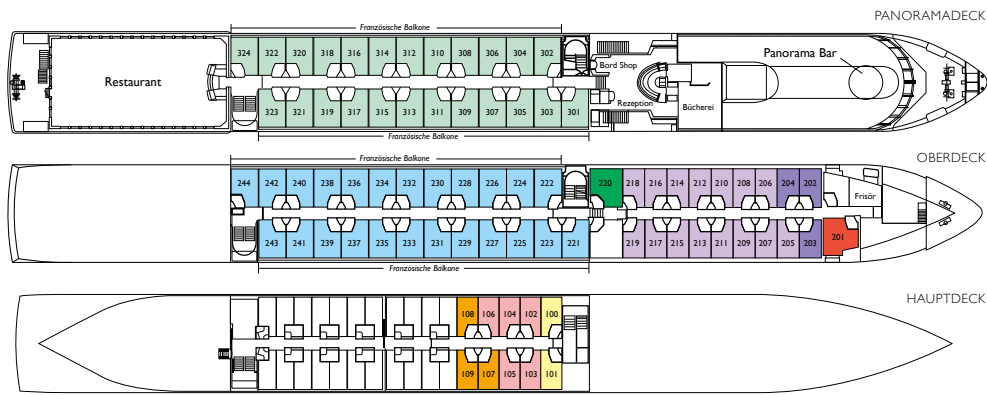 PANORAMADECK
Französische Balkone
324 322 320 318 316 314 312 310 308 306 304 302
Restaurant
Bord Shop
Panorama Bar
Rezeption
Bücherei
323 321 319 317 315 313 311 309 307 305 303 301
Französische Balkone
OBERDECK
Französische Balkone
244 242 240 238 236 234 232 230 228 226 224 222 220 218 216 214 212 210 208 206 204 202
Frisör
243 241 239 237 235 233 231 229 227 225 223 221 219 217 215 213 211 209 207 205 203 201
Französische Balkone
HAUPTDECK
108 106 104 102 100
109 107 105 103 101